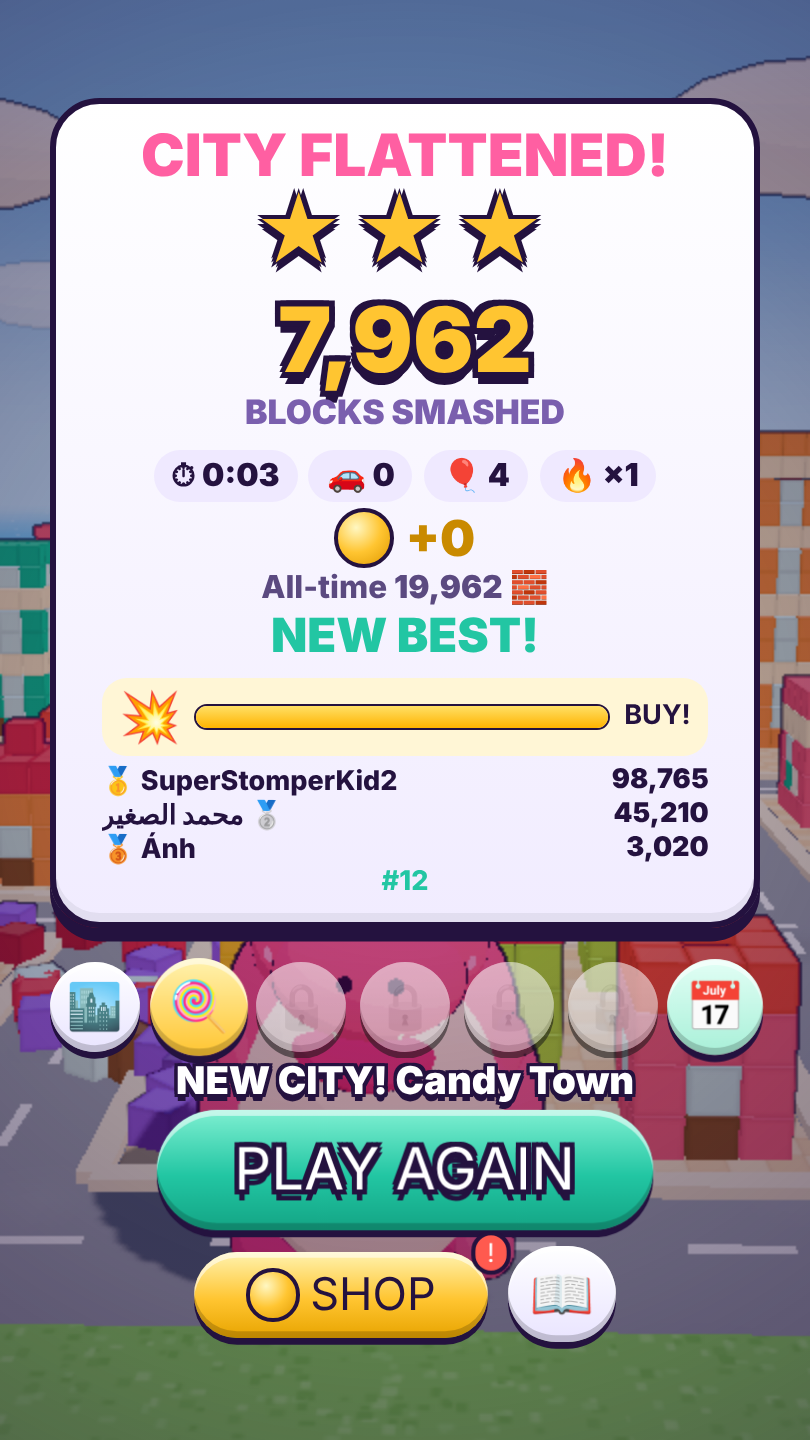 CITY FLATTENED!
7,962
BLOCKS SMASHED
0:03 0 4 ×1
+0
All-time 19,962
NEW BEST!
BUY!
SuperStomperKid2 98,765
محمد الصغير 45,210
Ánh 3,020
#12
July
17
NEW CITY! Candy Town
PLAY AGAIN
!
SHOP